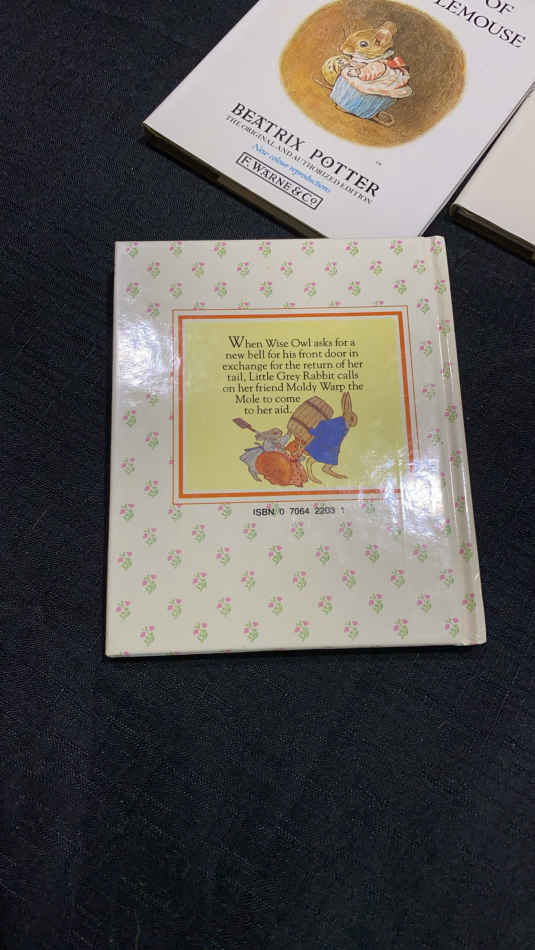 OF
LEMOUSE
BEATRIX POTTER
THE ORIGINAL AND AUTHORIZED EDITION
New colour reproductions
F. WARNE & Co
When Wise Owl asks for a
new bell for his front door in
exchange for the return of her
tail, Little Grey Rabbit calls
on her friend Moldy Warp the
Mole to come
to her aid.
ISBN 0 7064 2203 1